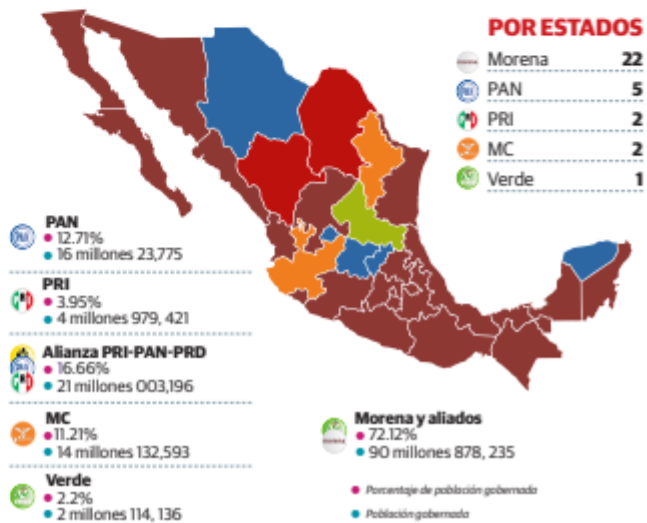 POR ESTADOS
Morena 22
PAN 5
PRI 2
MC 2
Verde 1
PAN
12.71%
16 millones 23,775
PRI
3.95%
4 millones 979, 421
Alianza PRI-PAN-PRD
16.66%
21 millones 003,196
MC
11.21%
14 millones 132,593
Verde
2.2%
2 millones 114, 136
Morena y aliados
72.12%
90 millones 878, 235
Porcentaje de población gobernada
Población gobernada